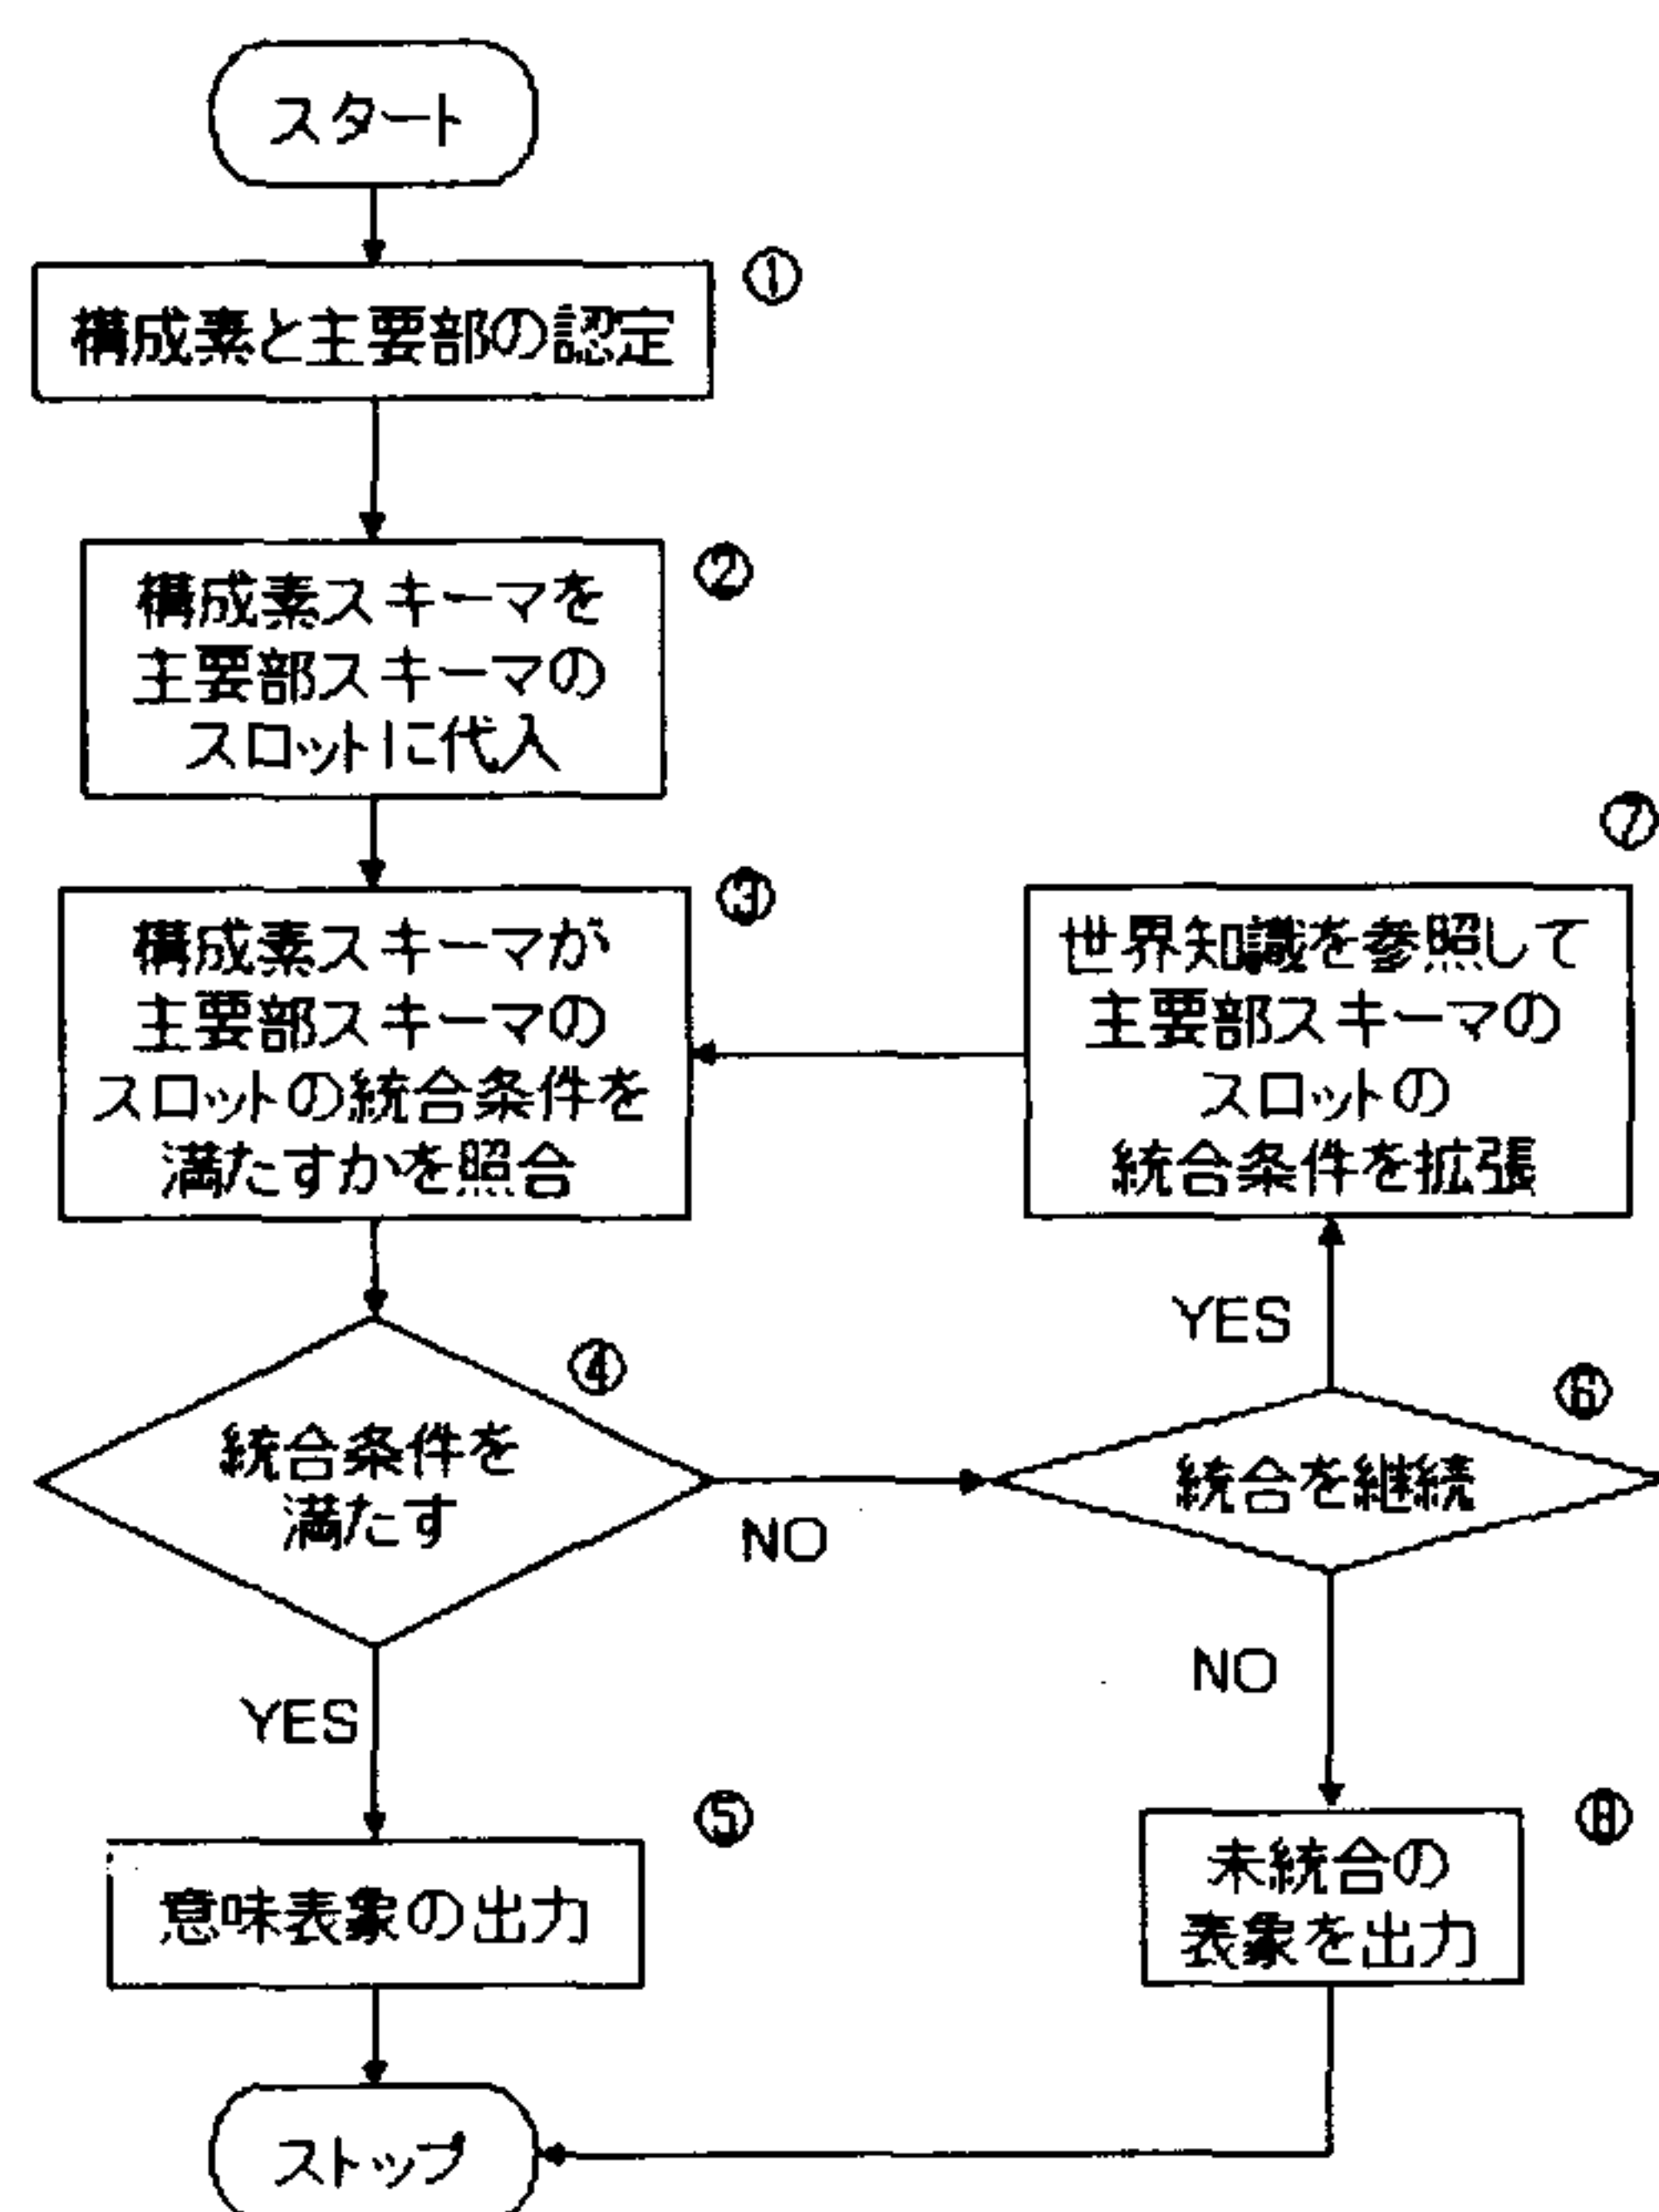 スタート
①
構成素と主要部の認定
②
構成素スキーマを
主要部スキーマの
スロットに代入
③
構成素スキーマが
主要部スキーマの
スロットの統合条件を
満たすかを照合
④
統合条件を
満たす
NO
YES
⑤
意味表象の出力
ストップ
⑥
統合を継続
YES
NO
⑦
世界知識を参照して
主要部スキーマの
スロットの
統合条件を拡張
⑧
未統合の
表象を出力